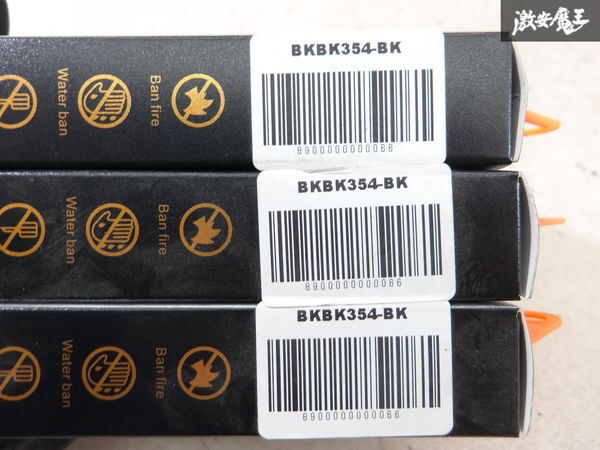 激安魔王
BKBK354-BK
8900000000066
Ban fire
Water ban
BKBK354-BK
8900000000066
Ban fire
Water ban
BKBK354-BK
8900000000066
Ban fire
Water ban